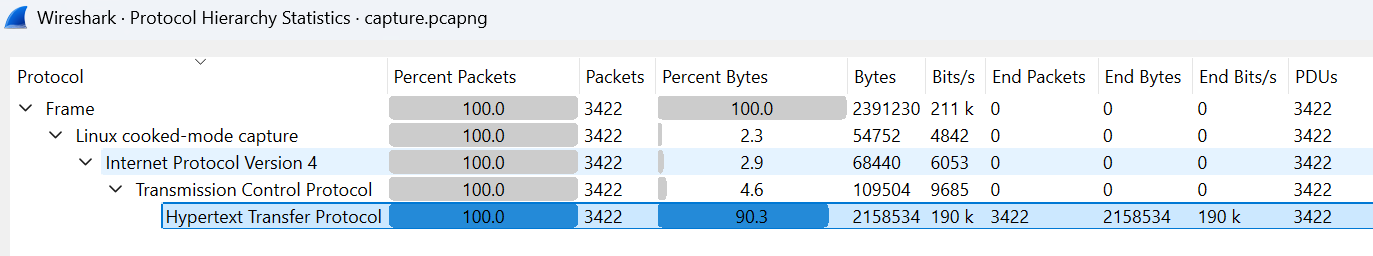 Wireshark · Protocol Hierarchy Statistics · capture.pcapng
Protocol Percent Packets Packets Percent Bytes Bytes Bits/s End Packets End Bytes End Bits/s PDUs
Frame 100.0 3422 100.0 2391230 211 k 0 0 0 3422
Linux cooked-mode capture 100.0 3422 2.3 54752 4842 0 0 0 3422
Internet Protocol Version 4 100.0 3422 2.9 68440 6053 0 0 0 3422
Transmission Control Protocol 100.0 3422 4.6 109504 9685 0 0 0 3422
Hypertext Transfer Protocol 100.0 3422 90.3 2158534 190 k 3422 2158534 190 k 3422